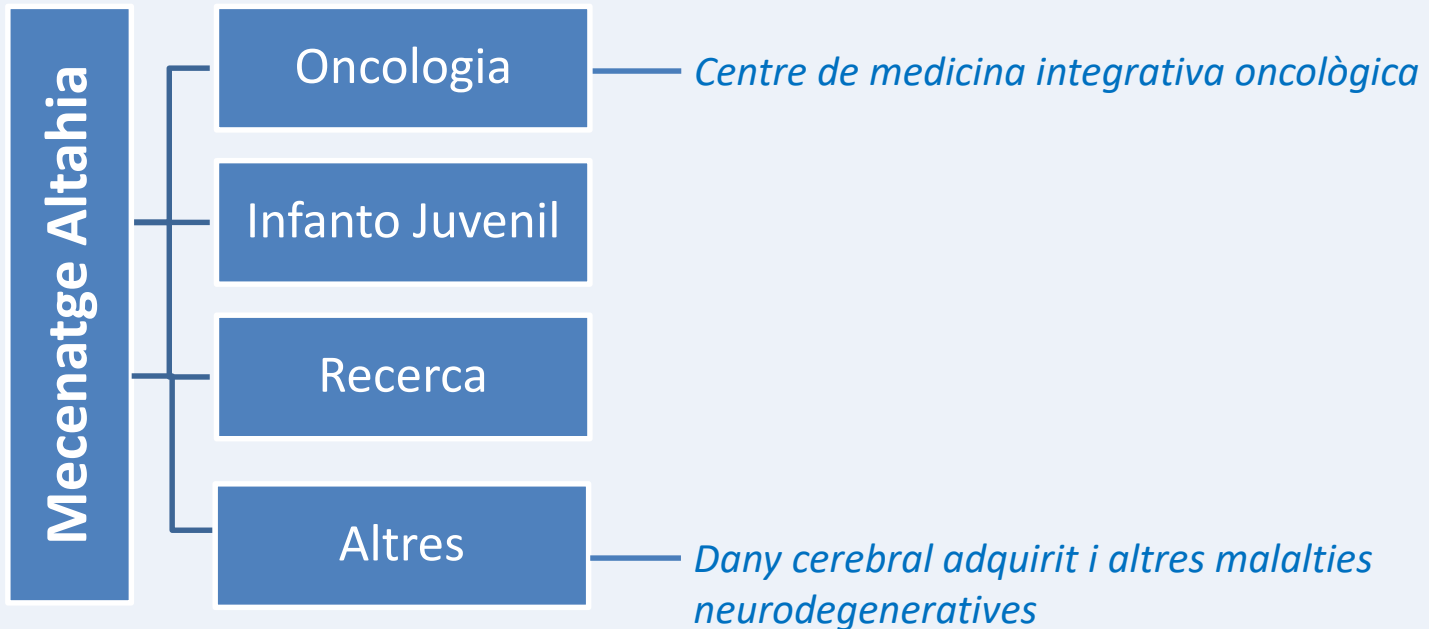 Mecenatge Altahia
Oncologia
Centre de medicina integrativa oncològica
Infanto Juvenil
Recerca
Altres
Dany cerebral adquirit i altres malalties
neurodegeneratives